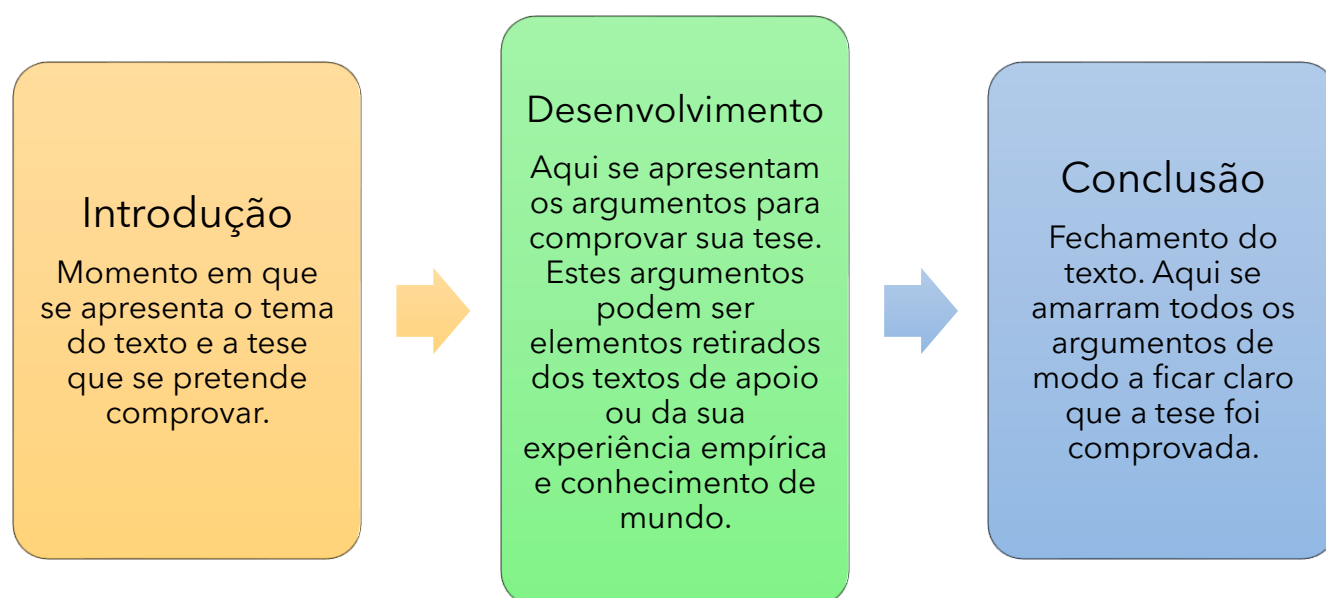 Introdução
Momento em que
se apresenta o tema
do texto e a tese
que se pretende
comprovar.
Desenvolvimento
Aqui se apresentam
os argumentos para
comprovar sua tese.
Estes argumentos
podem ser
elementos retirados
dos textos de apoio
ou da sua
experiência empírica
e conhecimento de
mundo.
Conclusão
Fechamento do
texto. Aqui se
amarram todos os
argumentos de
modo a ficar claro
que a tese foi
comprovada.